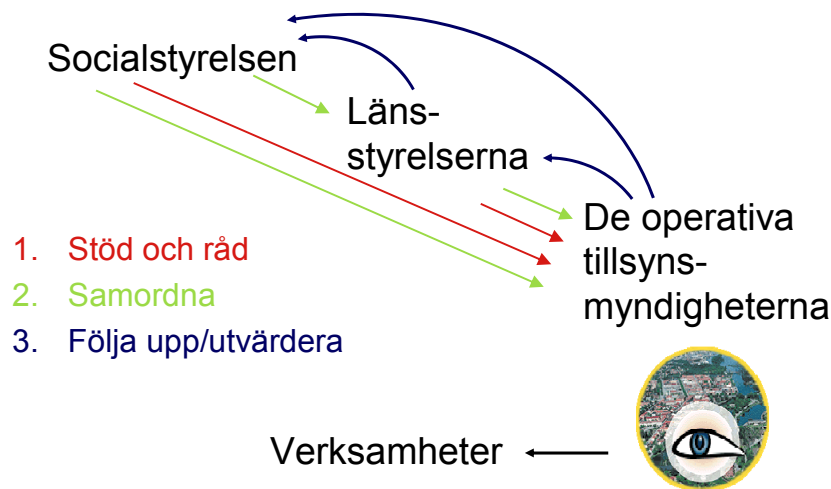 Socialstyrelsen
Läns-
styrelserna
De operativa
tillsyns-
myndigheterna
1. Stöd och råd
2. Samordna
3. Följa upp/utvärdera
Verksamheter